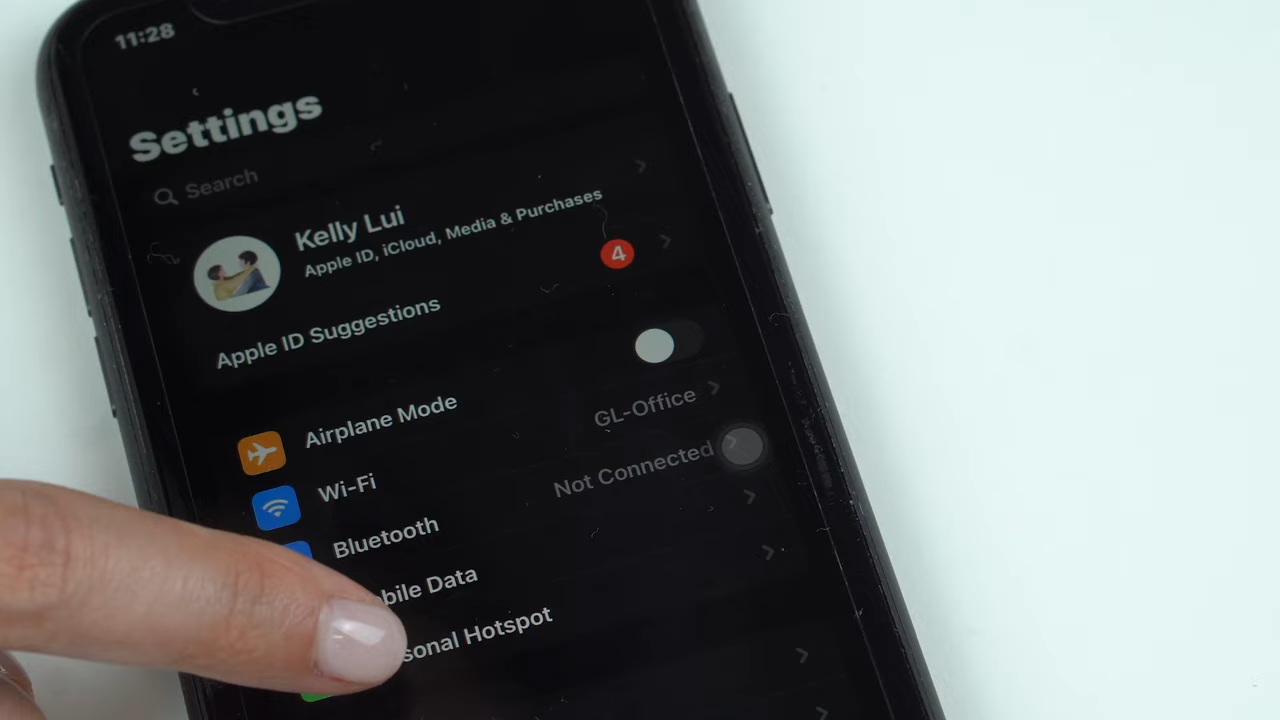 11:28
Settings
Search
Kelly Lui
Apple ID, iCloud, Media & Purchases
Apple ID Suggestions 4
Airplane Mode
Wi-Fi GL-Office
Bluetooth Not Connected
bile Data
sonal Hotspot